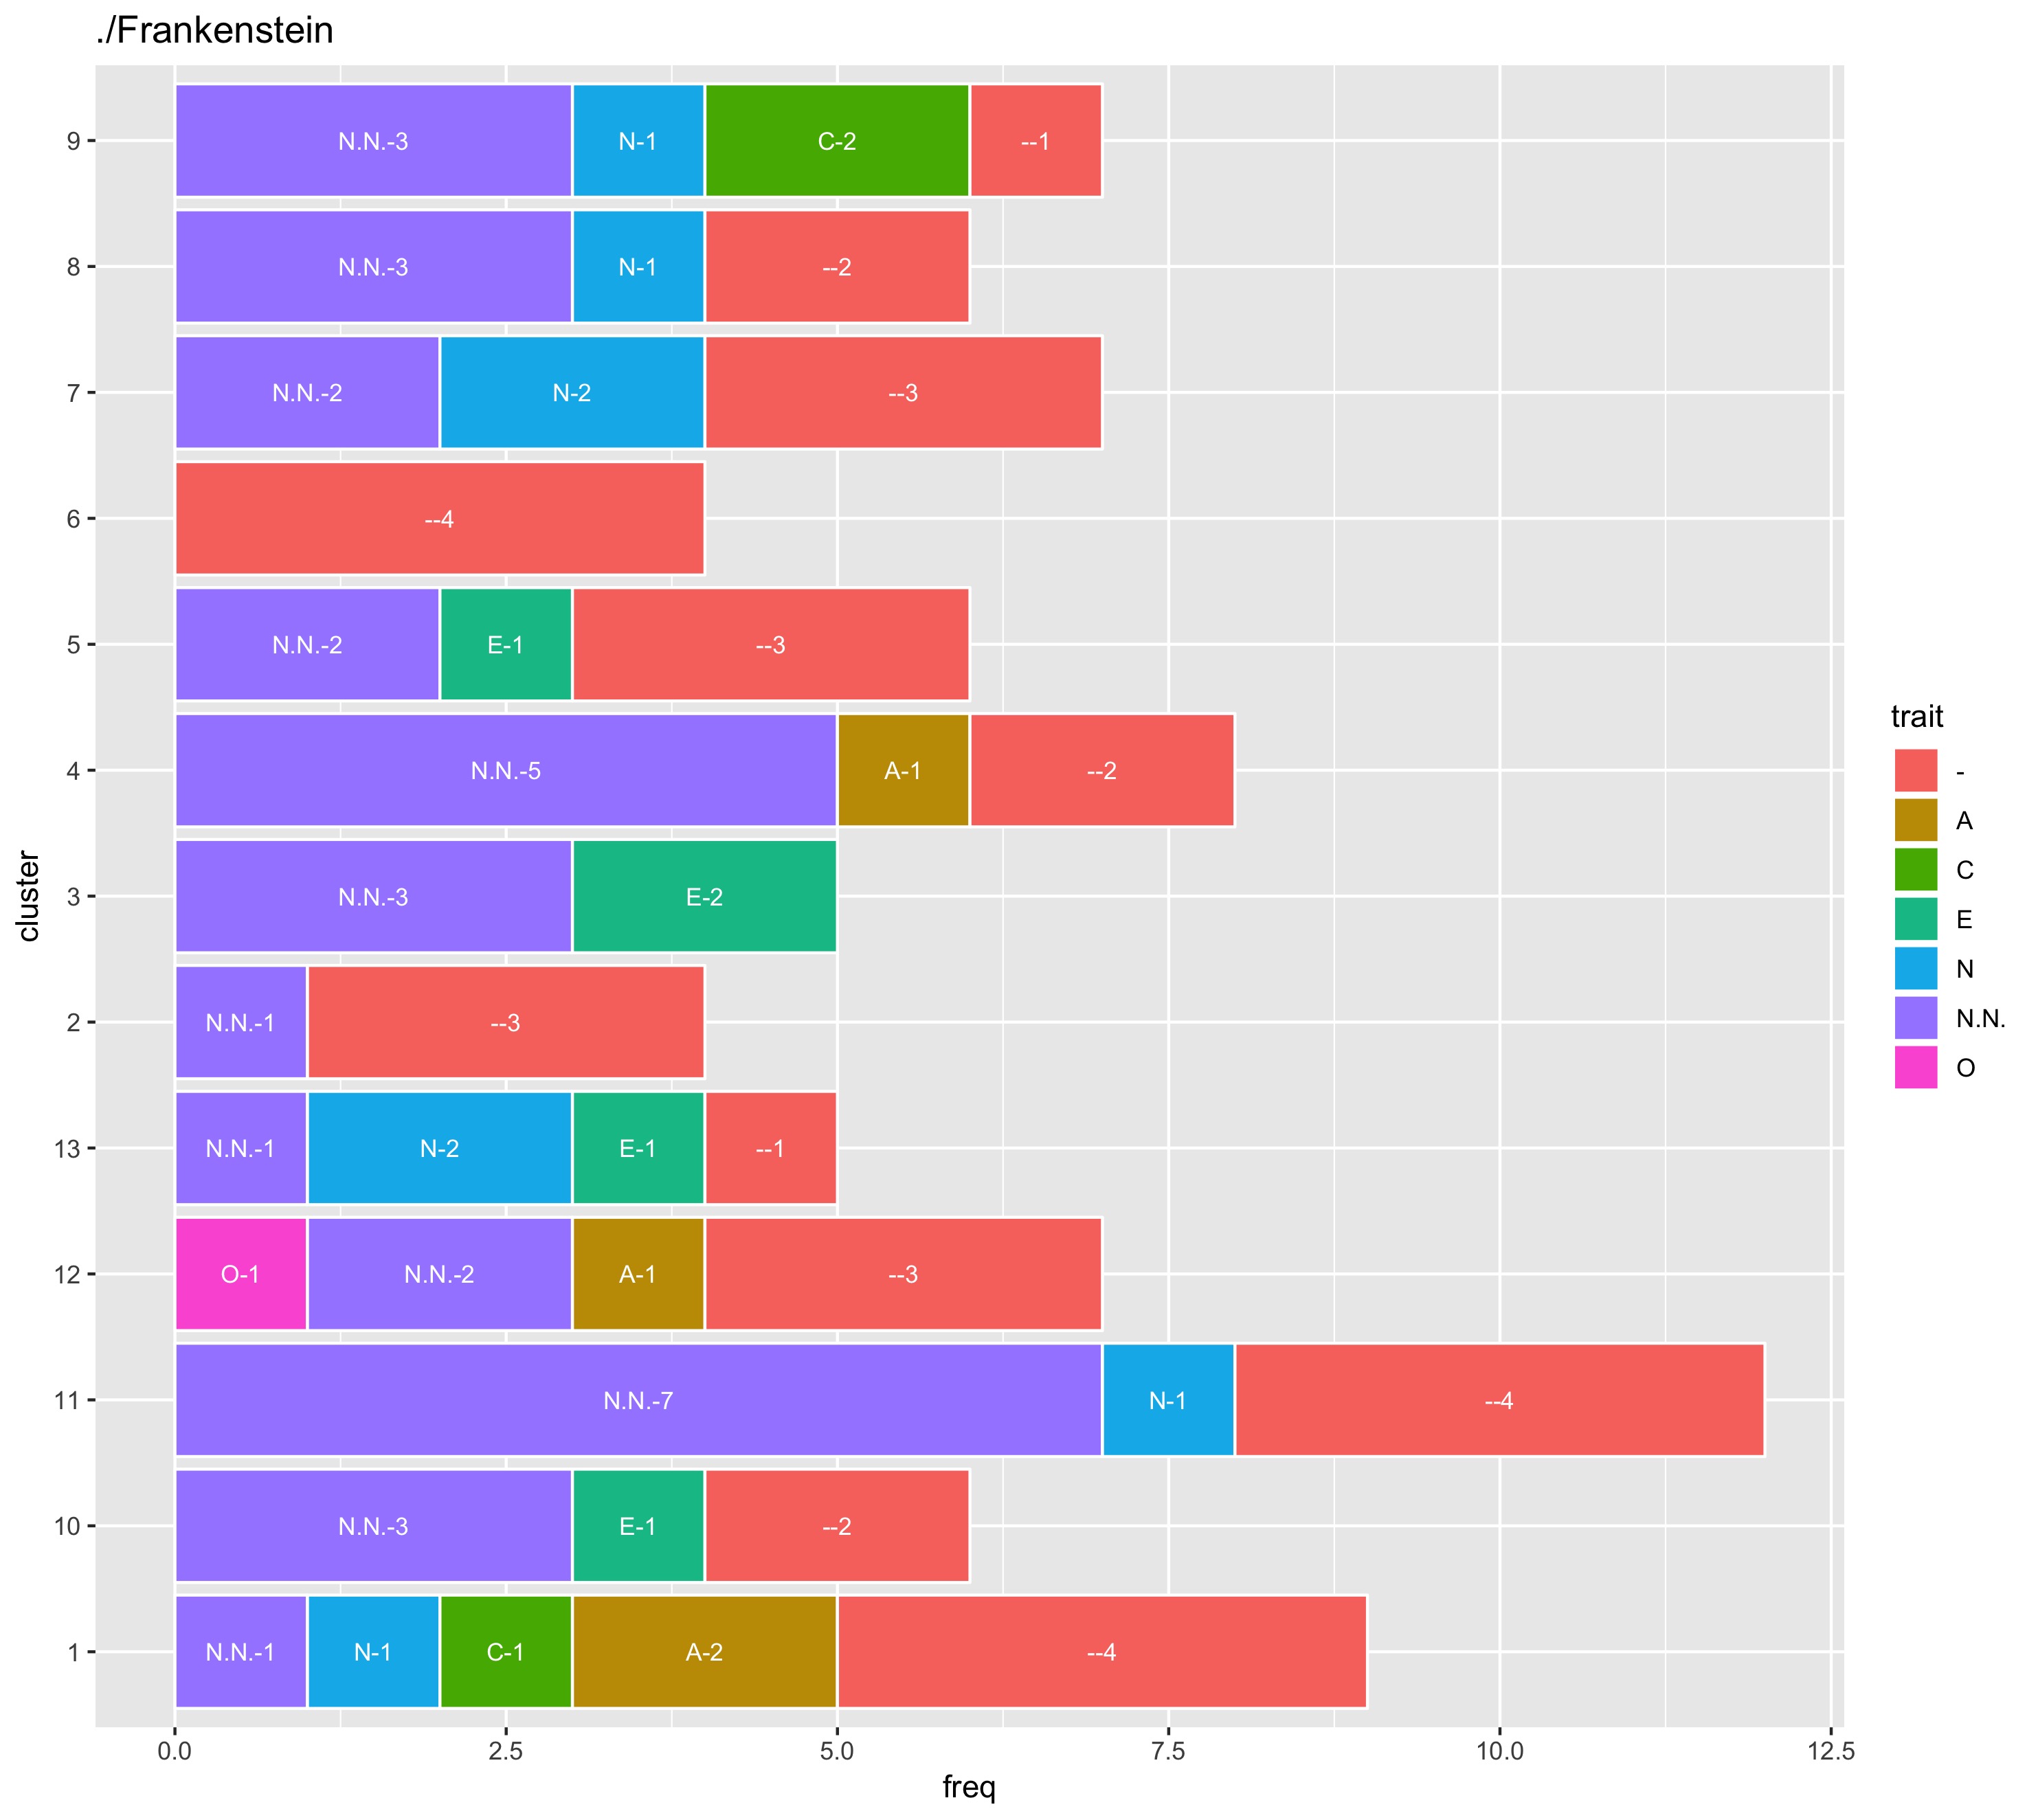 ./Frankenstein
9
N.N.-3 N-1 C-2 --1
8
N.N.-3 N-1 --2
7
N.N.-2 N-2 --3
6
--4
5
N.N.-2 E-1 --3
4
N.N.-5 A-1 --2
3
N.N.-3 E-2
2
N.N.-1 --3
13
N.N.-1 N-2 E-1 --1
12
O-1 N.N.-2 A-1 --3
11
N.N.-7 N-1 --4
10
N.N.-3 E-1 --2
1
N.N.-1 N-1 C-1 A-2 --4
cluster
0.0 2.5 5.0 7.5 10.0 12.5
freq
trait
-
A
C
E
N
N.N.
O